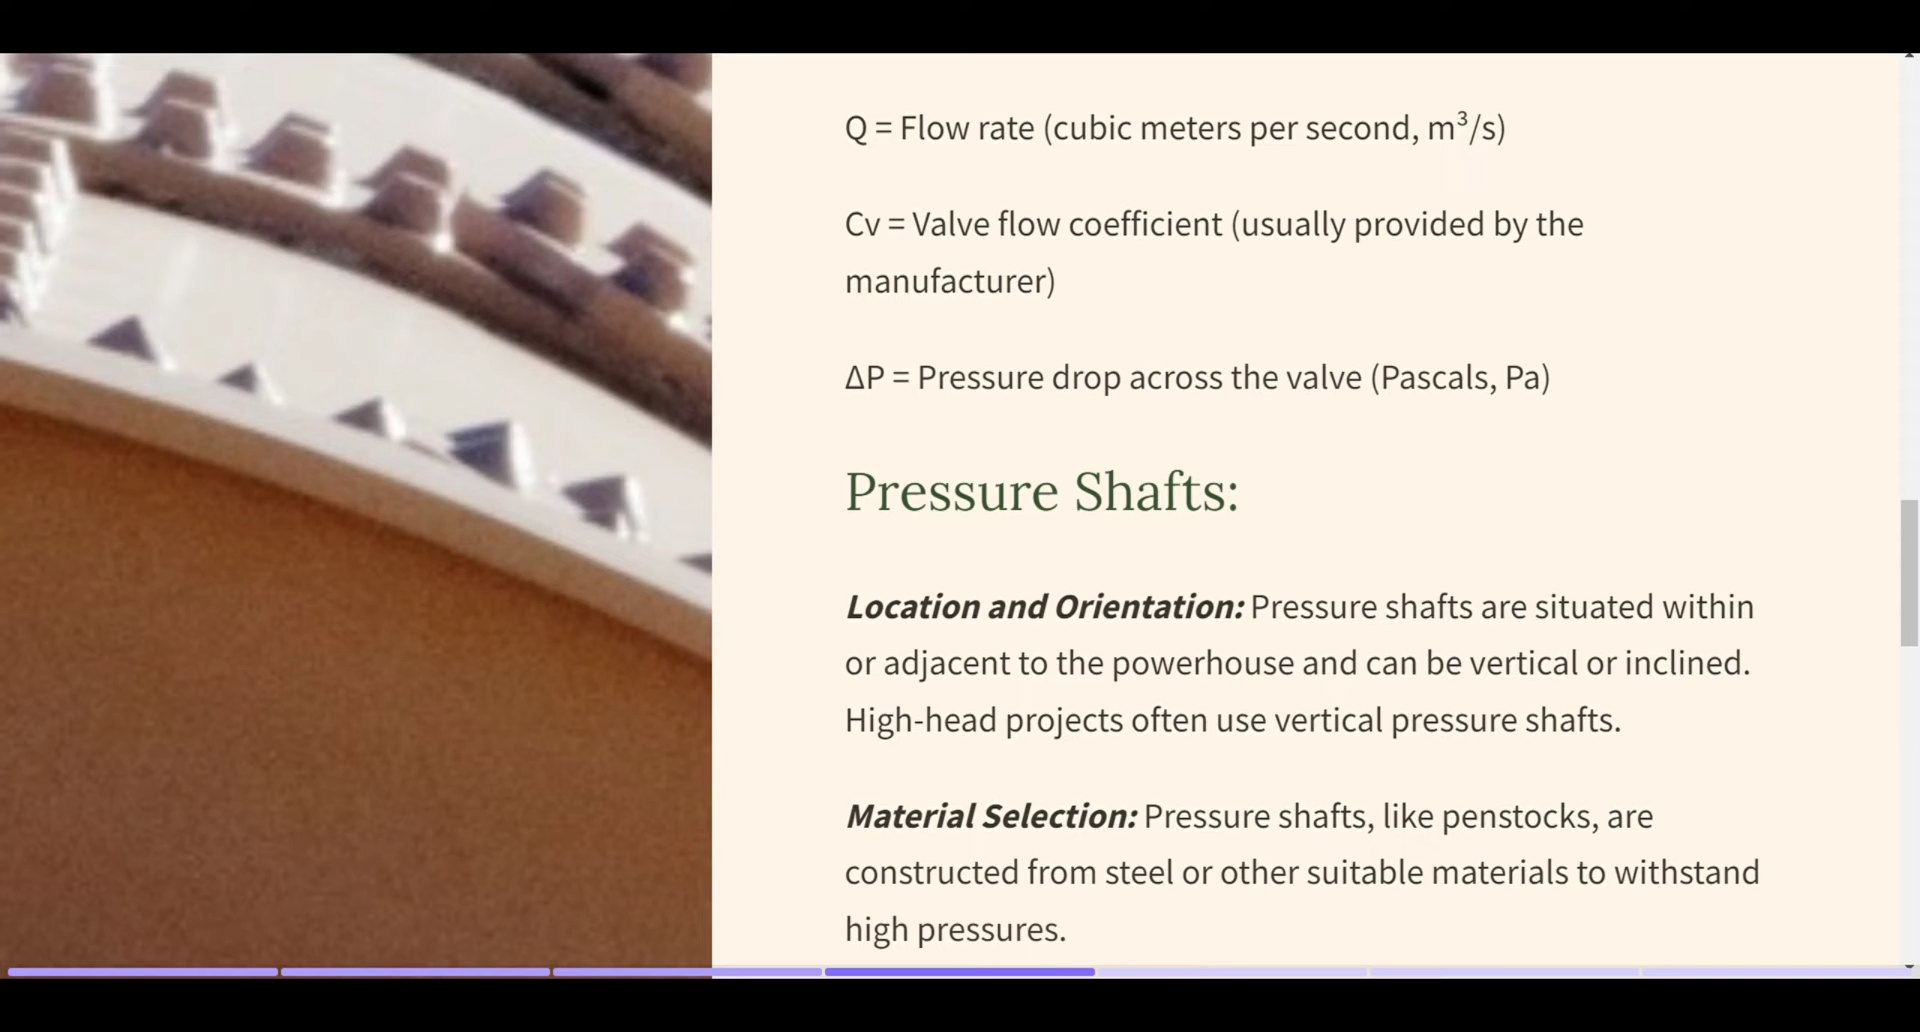 Q = Flow rate (cubic meters per second, m³/s)
Cv = Valve flow coefficient (usually provided by the
manufacturer)
ΔP = Pressure drop across the valve (Pascals, Pa)
Pressure Shafts:
Location and Orientation: Pressure shafts are situated within
or adjacent to the powerhouse and can be vertical or inclined.
High-head projects often use vertical pressure shafts.
Material Selection: Pressure shafts, like penstocks, are
constructed from steel or other suitable materials to withstand
high pressures.